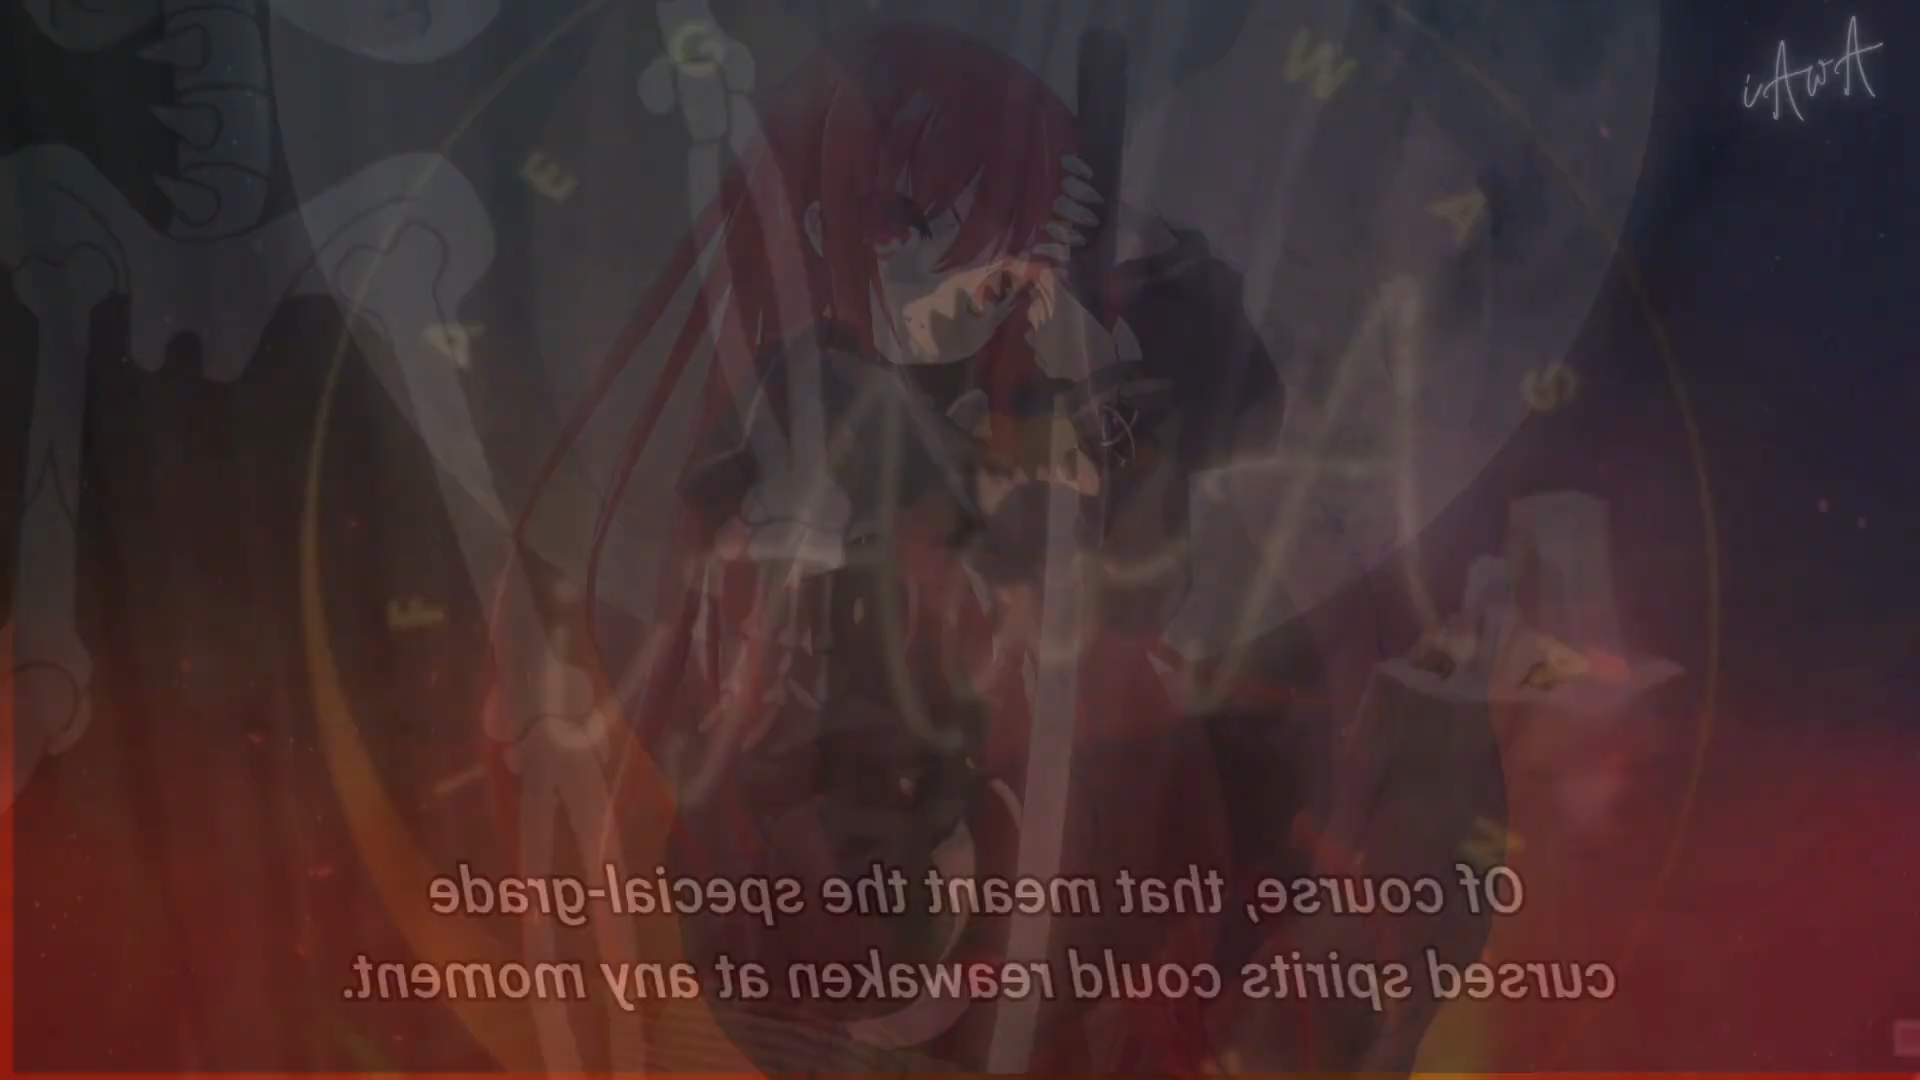 iAwA
G
W
E
A
A
S
F
N
Of course, that meant the special-grade
cursed spirits could reawaken at any moment.